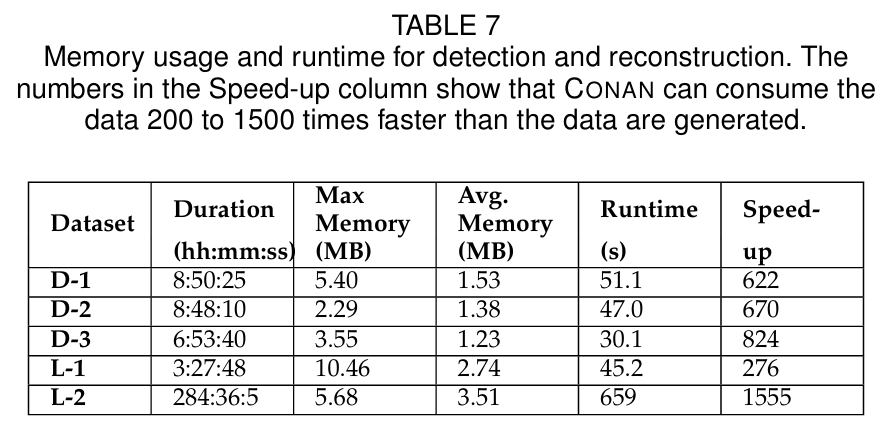 TABLE 7
Memory usage and runtime for detection and reconstruction. The
numbers in the Speed-up column show that CONAN can consume the
data 200 to 1500 times faster than the data are generated.
Dataset Duration (hh:mm:ss) Max Memory (MB) Avg. Memory (MB) Runtime (s) Speed-up
D-1 8:50:25 5.40 1.53 51.1 622
D-2 8:48:10 2.29 1.38 47.0 670
D-3 6:53:40 3.55 1.23 30.1 824
L-1 3:27:48 10.46 2.74 45.2 276
L-2 284:36:5 5.68 3.51 659 1555